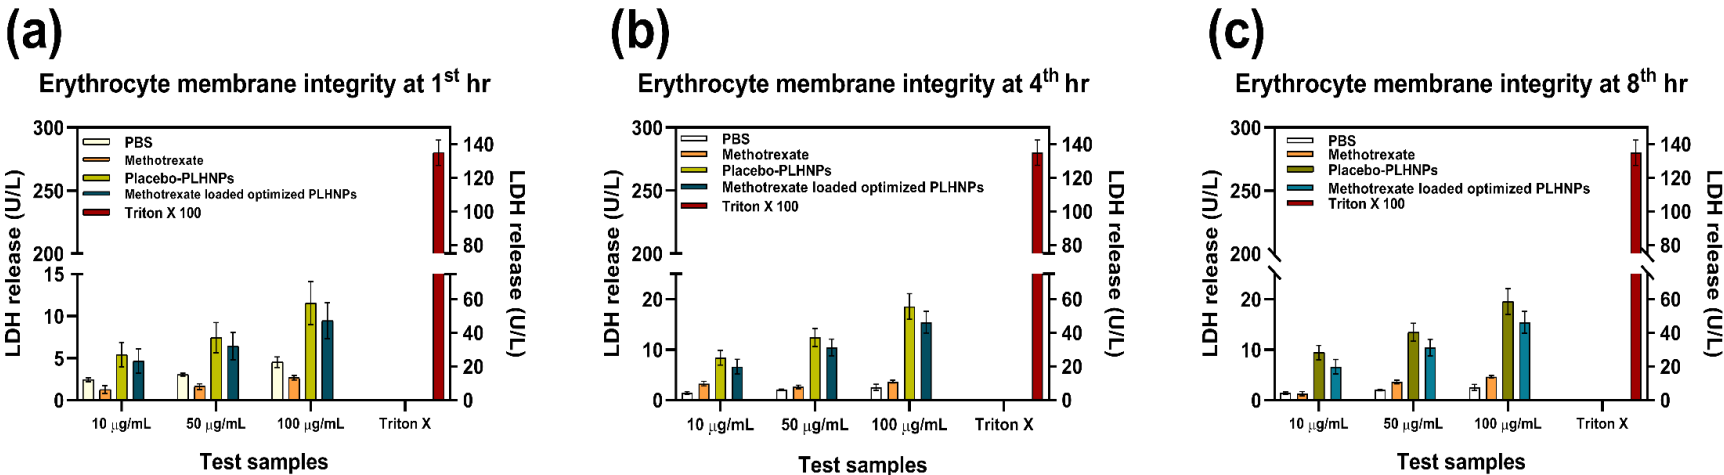 (a)
Erythrocyte membrane integrity at 1st hr
LDH release (U/L)
300
250
200
15
10
5
0
PBS
Methotrexate
Placebo-PLHNPs
Methotrexate loaded optimized PLHNPs
Triton X 100
140
120
100
80
60
40
20
0
LDH release (U/L)
10 µg/mL
50 µg/mL
100 µg/mL
Triton X
Test samples
(b)
Erythrocyte membrane integrity at 4th hr
LDH release (U/L)
300
250
200
20
10
0
PBS
Methotrexate
Placebo-PLHNPs
Methotrexate loaded optimized PLHNPs
Triton X 100
140
120
100
80
60
40
20
0
LDH release (U/L)
10 µg/mL
50 µg/mL
100 µg/mL
Triton X
Test samples
(c)
Erythrocyte membrane integrity at 8th hr
LDH release (U/L)
300
250
200
20
10
0
PBS
Methotrexate
Placebo-PLHNPs
Methotrexate loaded optimized PLHNPs
Triton X 100
140
120
100
80
60
40
20
0
LDH release (U/L)
10 µg/mL
50 µg/mL
100 µg/mL
Triton X
Test samples